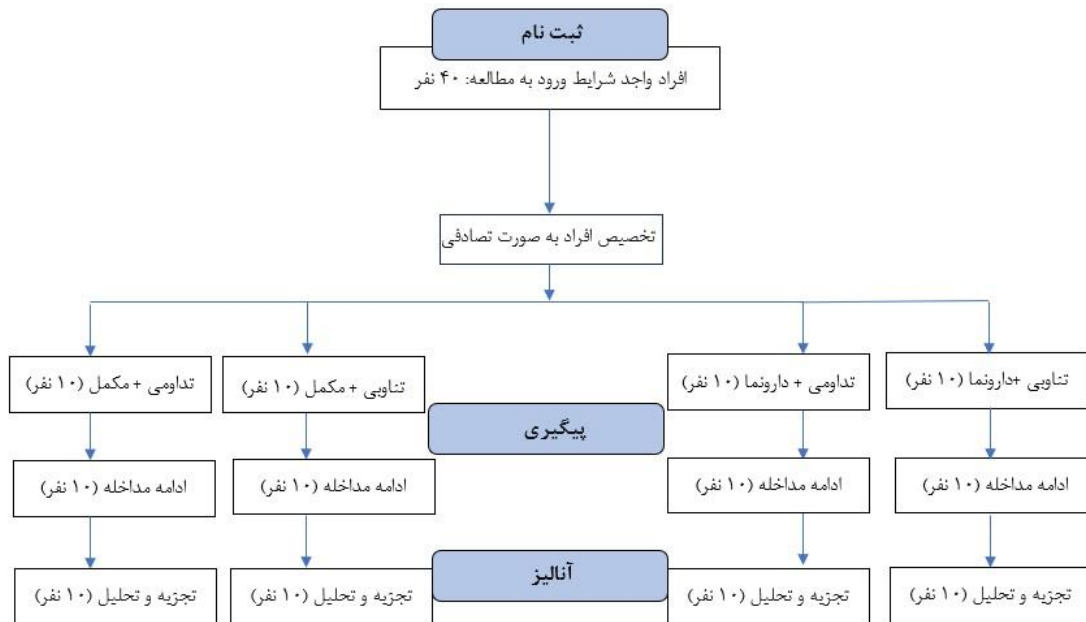 ثبت نام
افراد واجد شرایط ورود به مطالعه: ۴۰ نفر
تخصیص افراد به صورت تصادفی
تناوبی +دارونما (۱۰ نفر)
تداومی + دارونما (۱۰ نفر)
تناوبی + مکمل (۱۰ نفر)
تداومی + مکمل (۱۰ نفر)
پیگیری
ادامه مداخله (۱۰ نفر)
ادامه مداخله (۱۰ نفر)
ادامه مداخله (۱۰ نفر)
ادامه مداخله (۱۰ نفر)
آنالیز
تجزیه و تحلیل (۱۰ نفر)
تجزیه و تحلیل (۱۰ نفر)
تجزیه و تحلیل (۱۰ نفر)
تجزیه و تحلیل (۱۰ نفر)